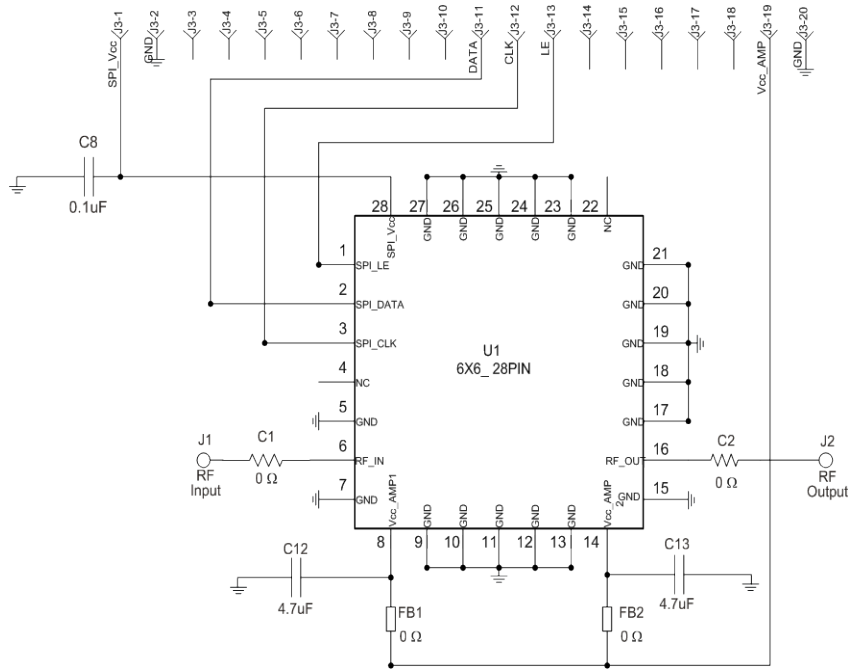 J3-1
J3-2
J3-3
J3-4
J3-5
J3-6
J3-7
J3-8
J3-9
J3-10
J3-11
J3-12
J3-13
J3-14
J3-15
J3-16
J3-17
J3-18
J3-19
J3-20
SPI_Vcc
GND
DATA
CLK
LE
Vcc_AMP
GND
C8
0.1uF
28
27
26
25
24
23
22
SPI_Vcc
GND
GND
GND
GND
GND
NC
1
SPI_LE
2
SPI_DATA
3
SPI_CLK
4
NC
5
GND
6
RF_IN
7
GND
U1
6X6_28PIN
21
GND
20
GND
19
GND
18
GND
17
GND
16
RF_OUT
15
GND
J1
RF
Input
C1
0 Ω
C2
0 Ω
J2
RF
Output
Vcc_AMP1
GND
GND
GND
GND
GND
Vcc_AMP
2
8
9
10
11
12
13
14
C12
4.7uF
C13
4.7uF
FB1
0 Ω
FB2
0 Ω